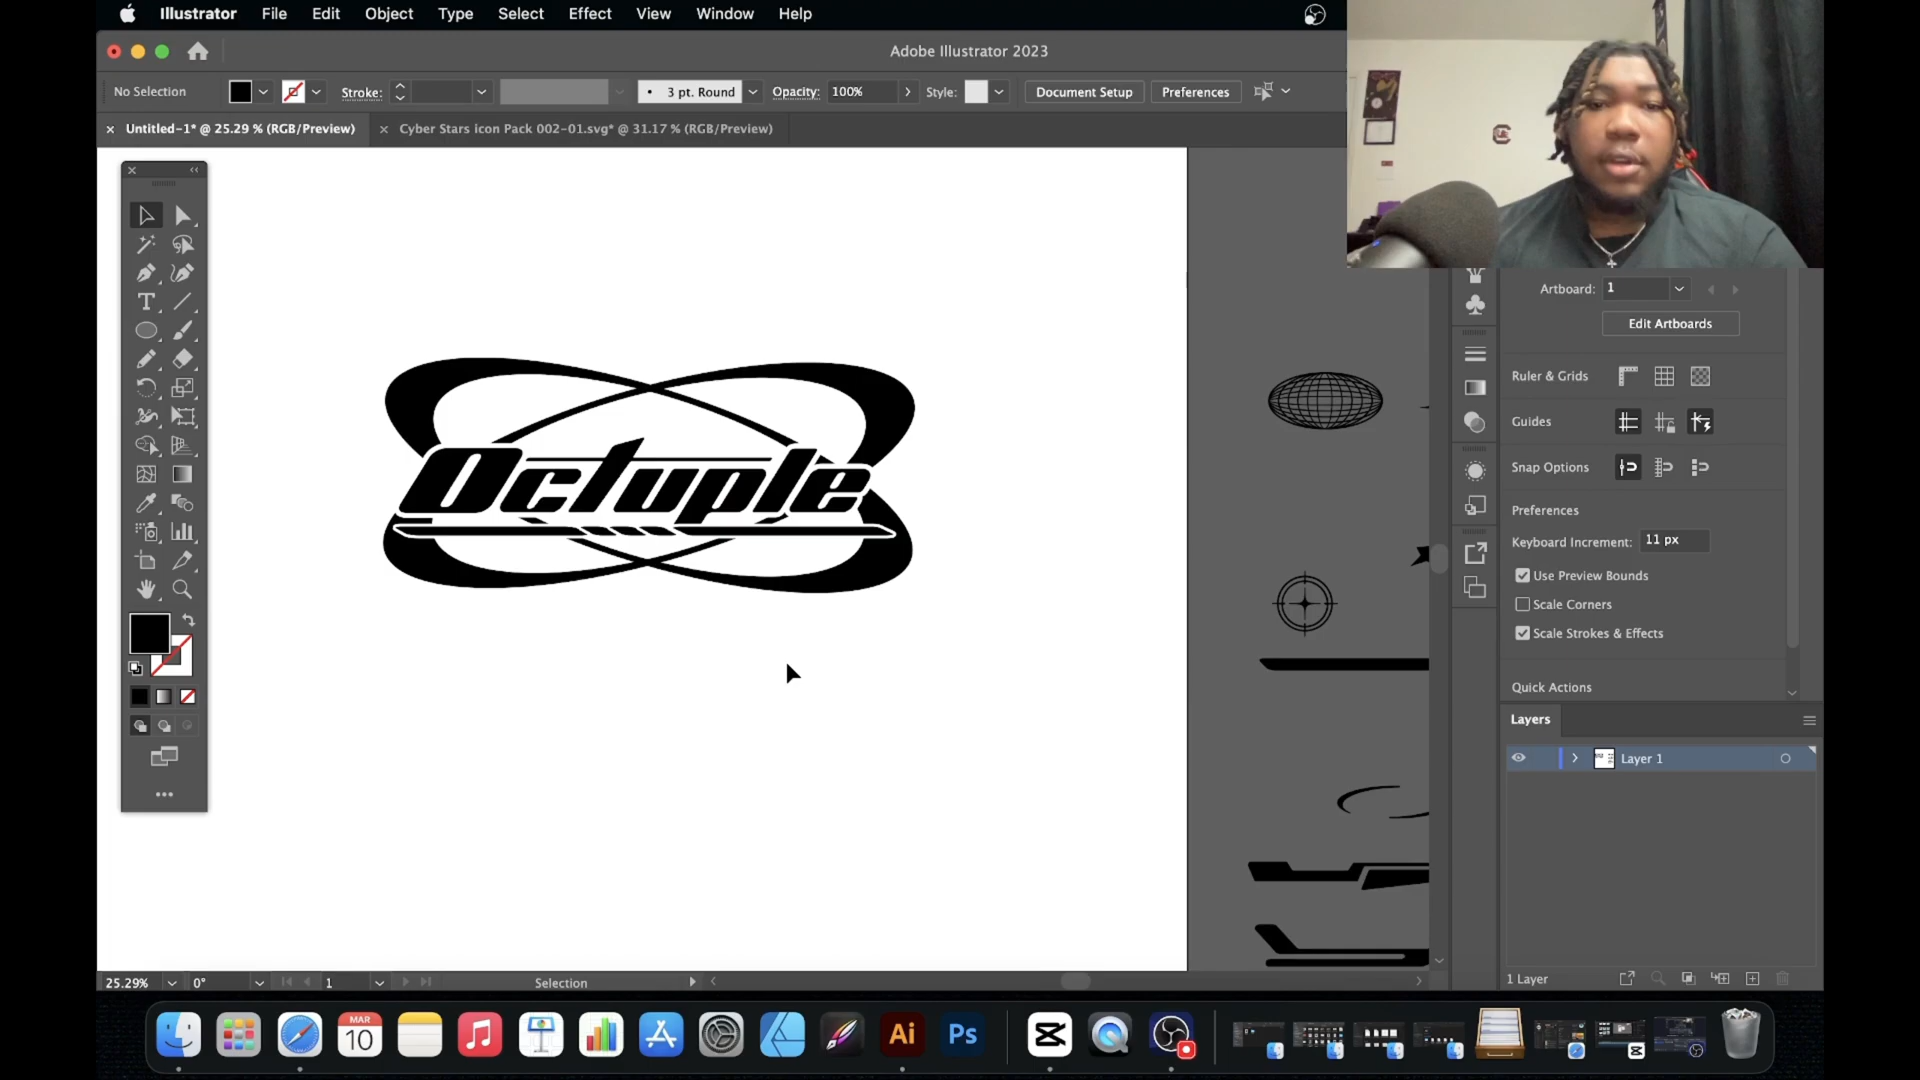 Illustrator File Edit Object Type Select Effect View Window Help
Adobe Illustrator 2023
No Selection Stroke: 3 pt. Round Opacity: 100% Style: Document Setup Preferences
Untitled-1* @ 25.29 % (RGB/Preview) Cyber Stars icon Pack 002-01.svg* @ 31.17 % (RGB/Preview)
Artboard: 1
Edit Artboards
Ruler & Grids
Guides
Snap Options
Preferences
Keyboard Increment: 11 px
Use Preview Bounds
Scale Corners
Scale Strokes & Effects
Quick Actions
Layers
Layer 1
Octuple
25.29% 0° 1 Selection
1 Layer
MAR
10
Ai
Ps